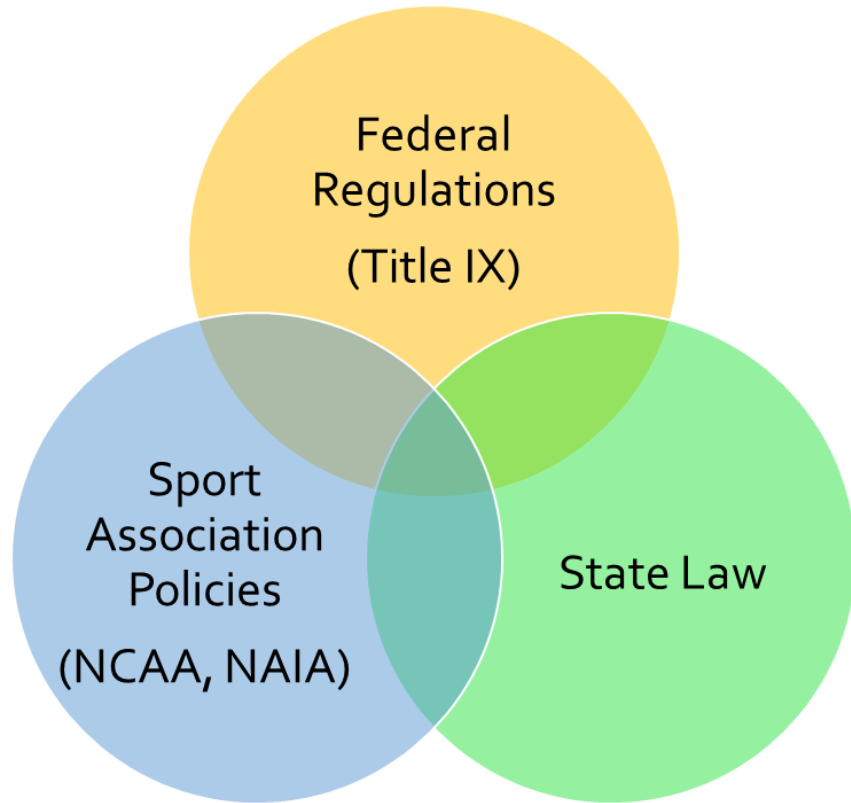 Federal
Regulations
(Title IX)
Sport
Association
Policies
(NCAA, NAIA)
State Law